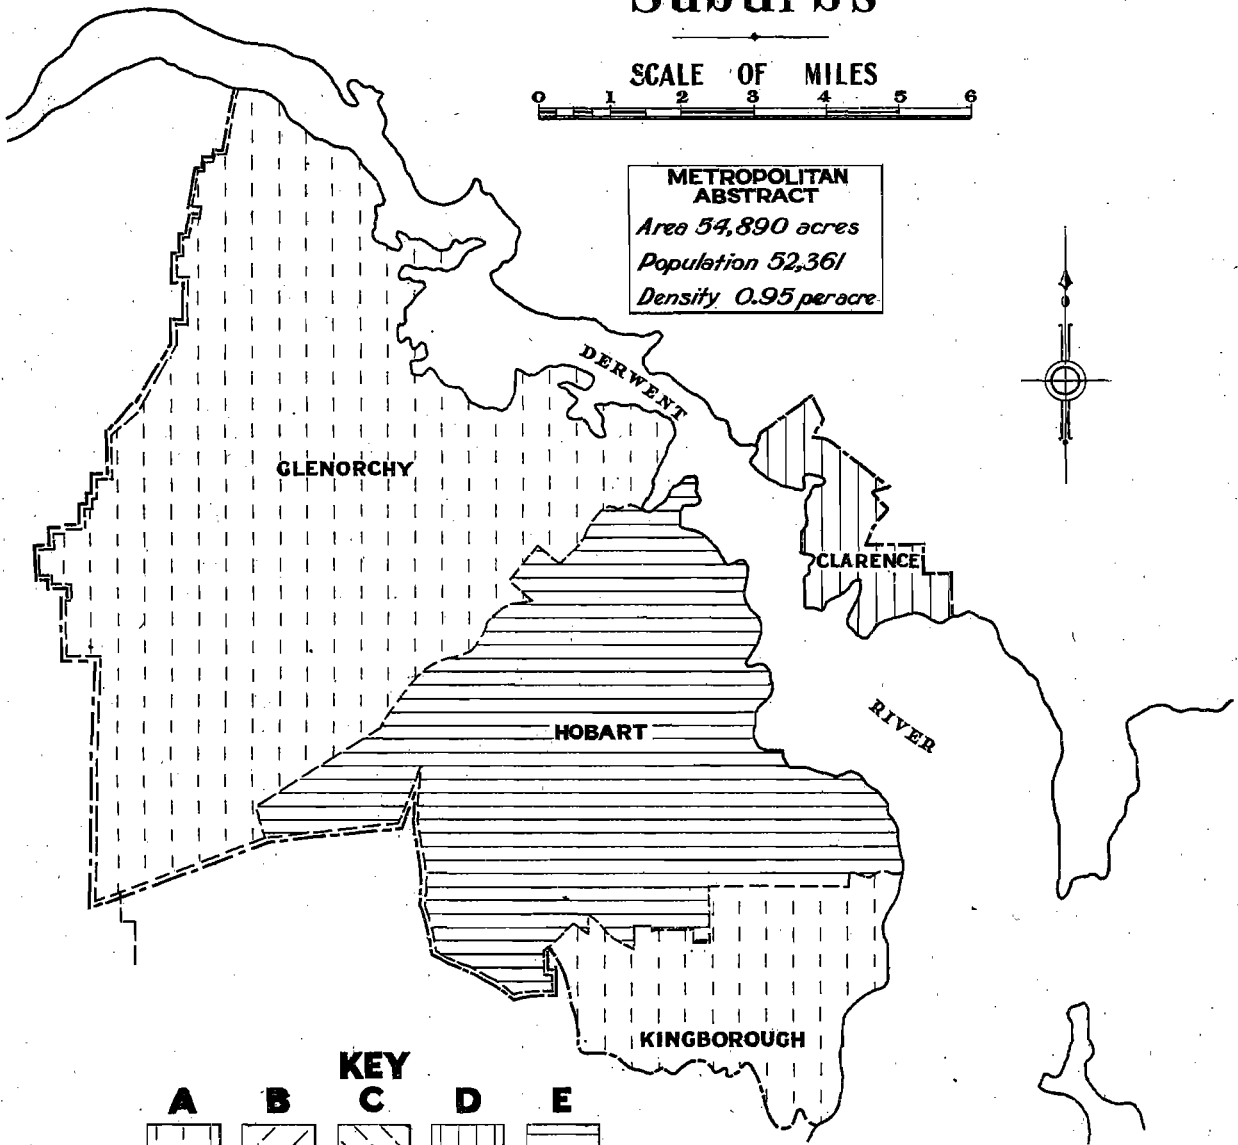 Suburbs
SCALE OF MILES
0 1 2 3 4 5 6
METROPOLITAN
ABSTRACT
Area 54,890 acres
Population 52,361
Density 0.95 per acre
DERWENT
GLENORCHY
CLARENCE
RIVER
HOBART
KINGBOROUGH
KEY
A B C D E